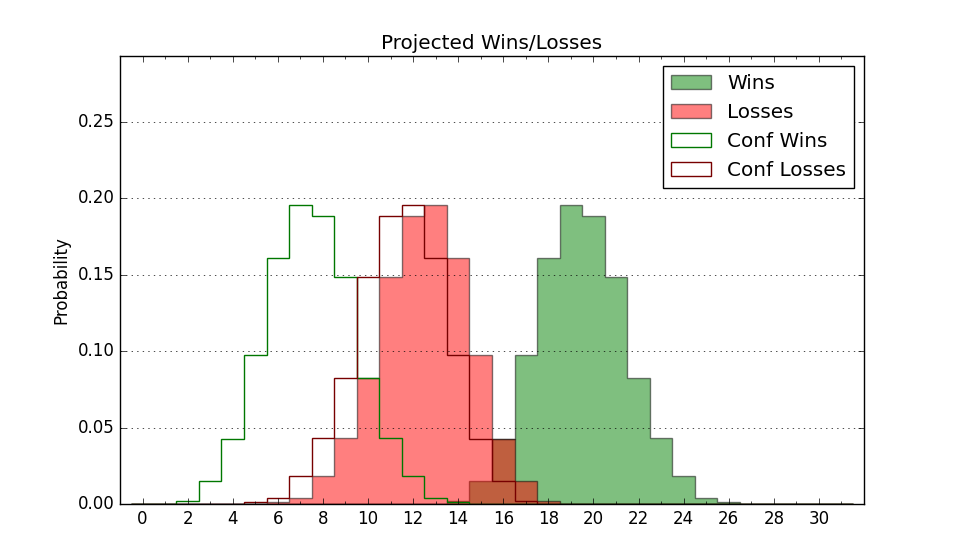 Projected Wins/Losses
Wins
Losses
Conf Wins
Conf Losses
Probability
0.25
0.20
0.15
0.10
0.05
0.00
0 2 4 6 8 10 12 14 16 18 20 22 24 26 28 30